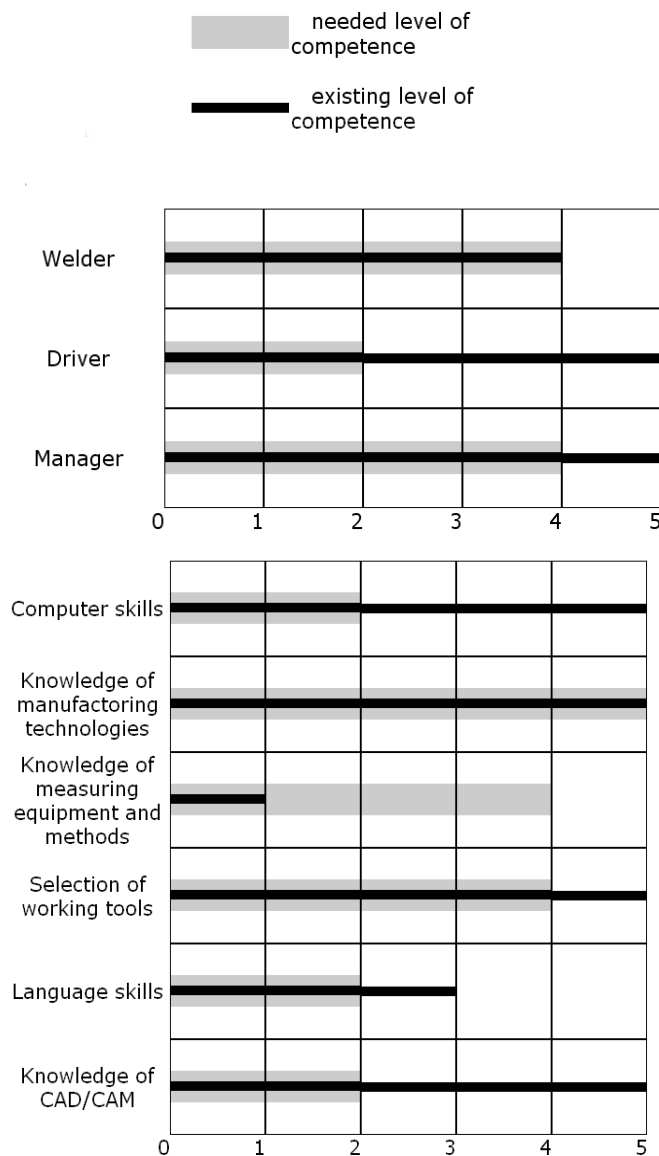 needed level of
competence
existing level of
competence
Welder
Driver
Manager
0 1 2 3 4 5
Computer skills
Knowledge of
manufactoring
technologies
Knowledge of
measuring
equipment and
methods
Selection of
working tools
Language skills
Knowledge of
CAD/CAM
0 1 2 3 4 5